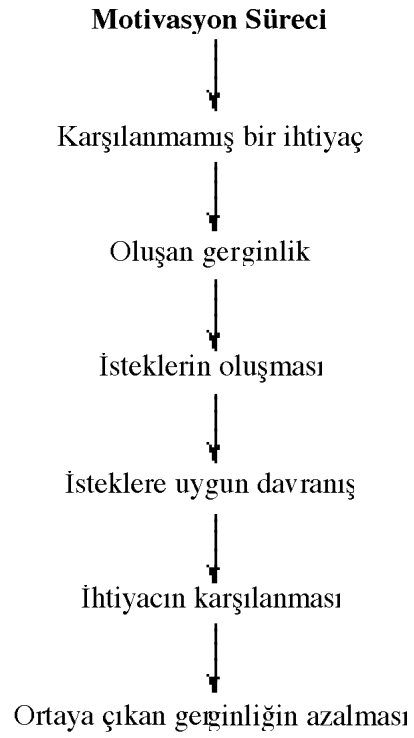 Motivasyon Süreci
Karşılanmamış bir ihtiyaç
Oluşan gerginlik
İsteklerin oluşması
İsteklere uygun davranış
İhtiyacın karşılanması
Ortaya çıkan gerginliğin azalması